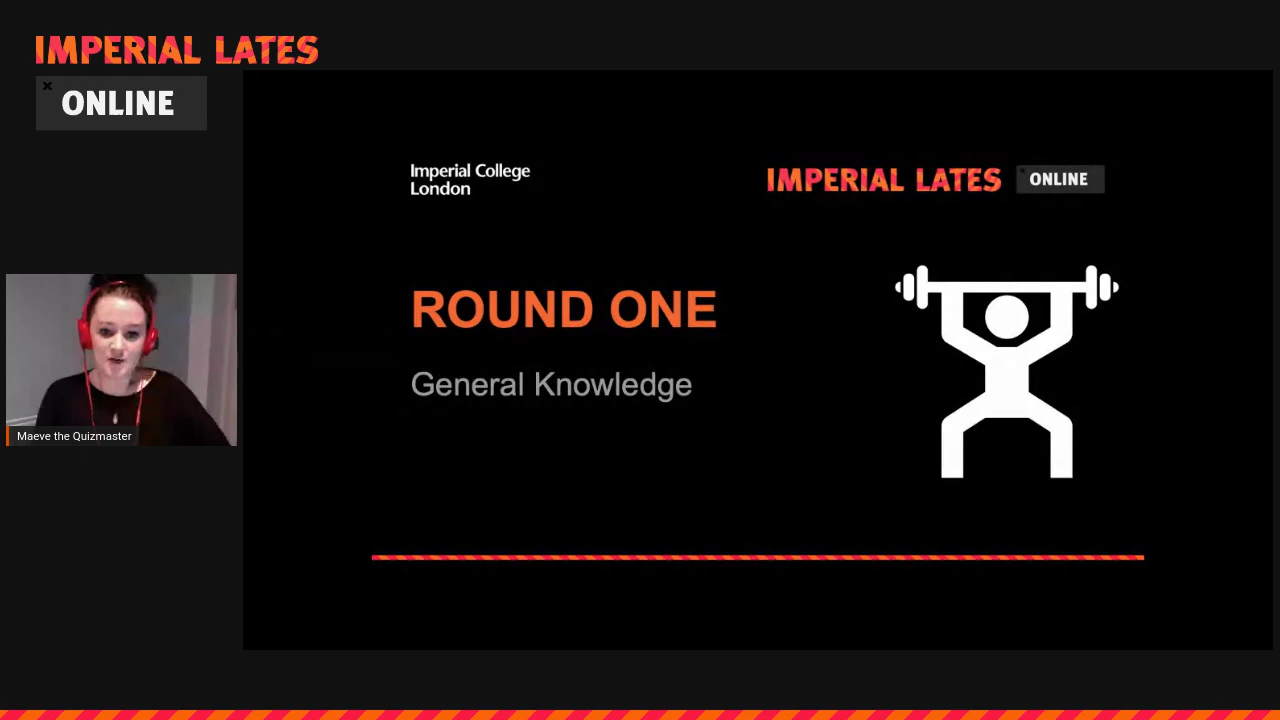 IMPERIAL LATES
ONLINE
Imperial College
London
IMPERIAL LATES ONLINE
ROUND ONE
General Knowledge
Maeve the Quizmaster